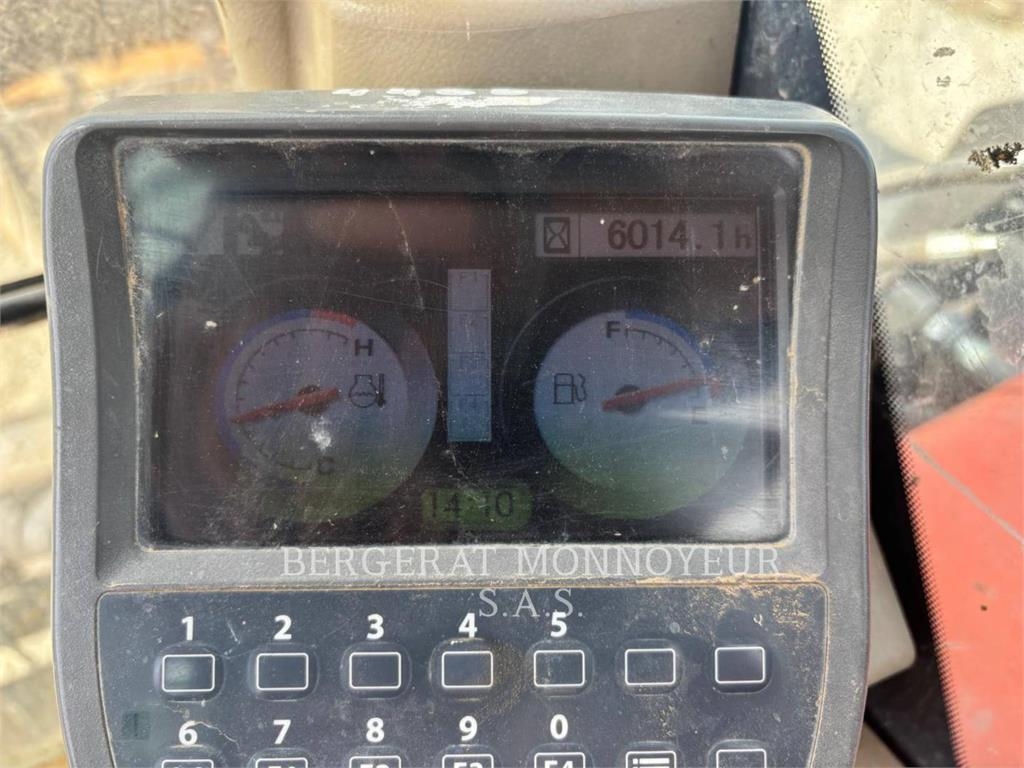 6014.1h
F
H
E
C
14:10
BERGERAT MONNOYEUR
S.A.S.
1 2 3 4 5
6 7 8 9 0